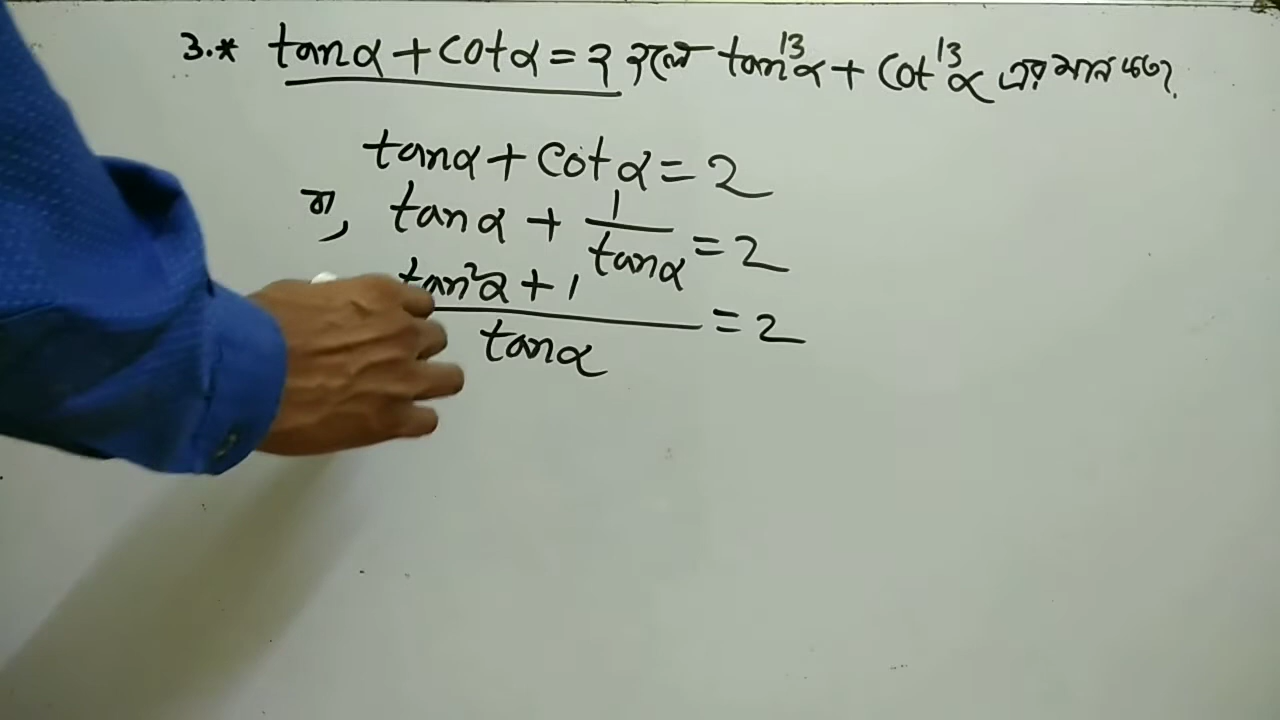 3.* tanα + cotα = 2 হলে tan¹³α + cot¹³α এর মান কত?
tanα + cotα = 2
বা, tanα + 1/tanα = 2
tan²α + 1 / tanα = 2